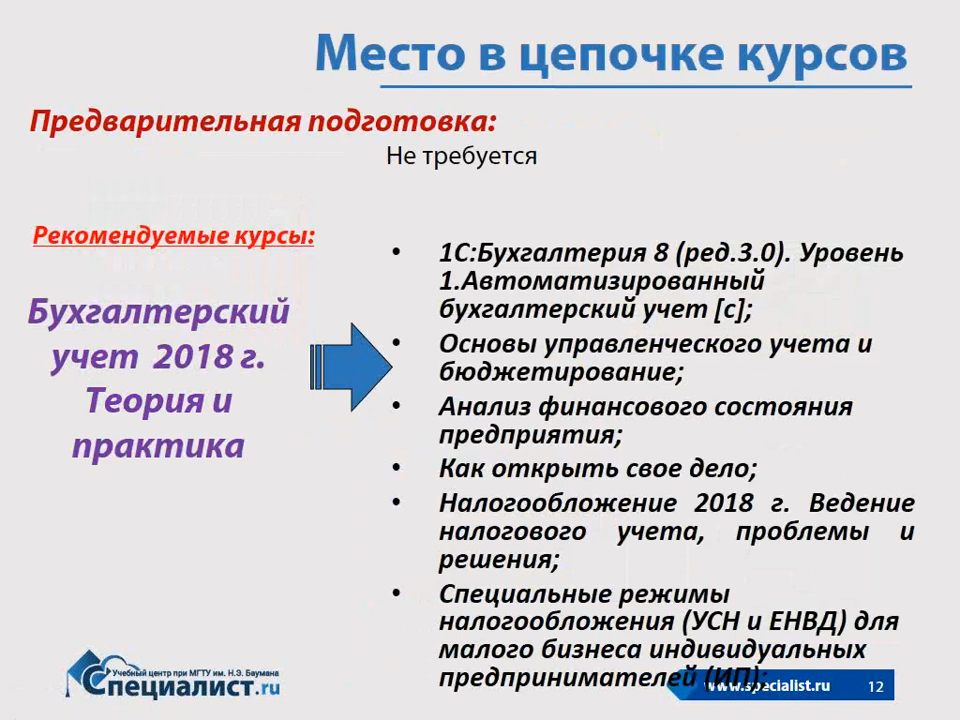 Место в цепочке курсов
Предварительная подготовка:
Не требуется
Рекомендуемые курсы:
Бухгалтерский
учет 2018 г.
Теория и
практика
• 1С:Бухгалтерия 8 (ред.3.0). Уровень
1.Автоматизированный
бухгалтерский учет [с];
• Основы управленческого учета и
бюджетирование;
• Анализ финансового состояния
предприятия;
• Как открыть свое дело;
• Налогообложение 2018 г. Ведение
налогового учета, проблемы и
решения;
• Специальные режимы
налогообложения (УСН и ЕНВД) для
малого бизнеса индивидуальных
предпринимателей (ИП);
Учебный центр при МГТУ им. Н.Э. Баумана
Специалист.ru
www.specialist.ru
12